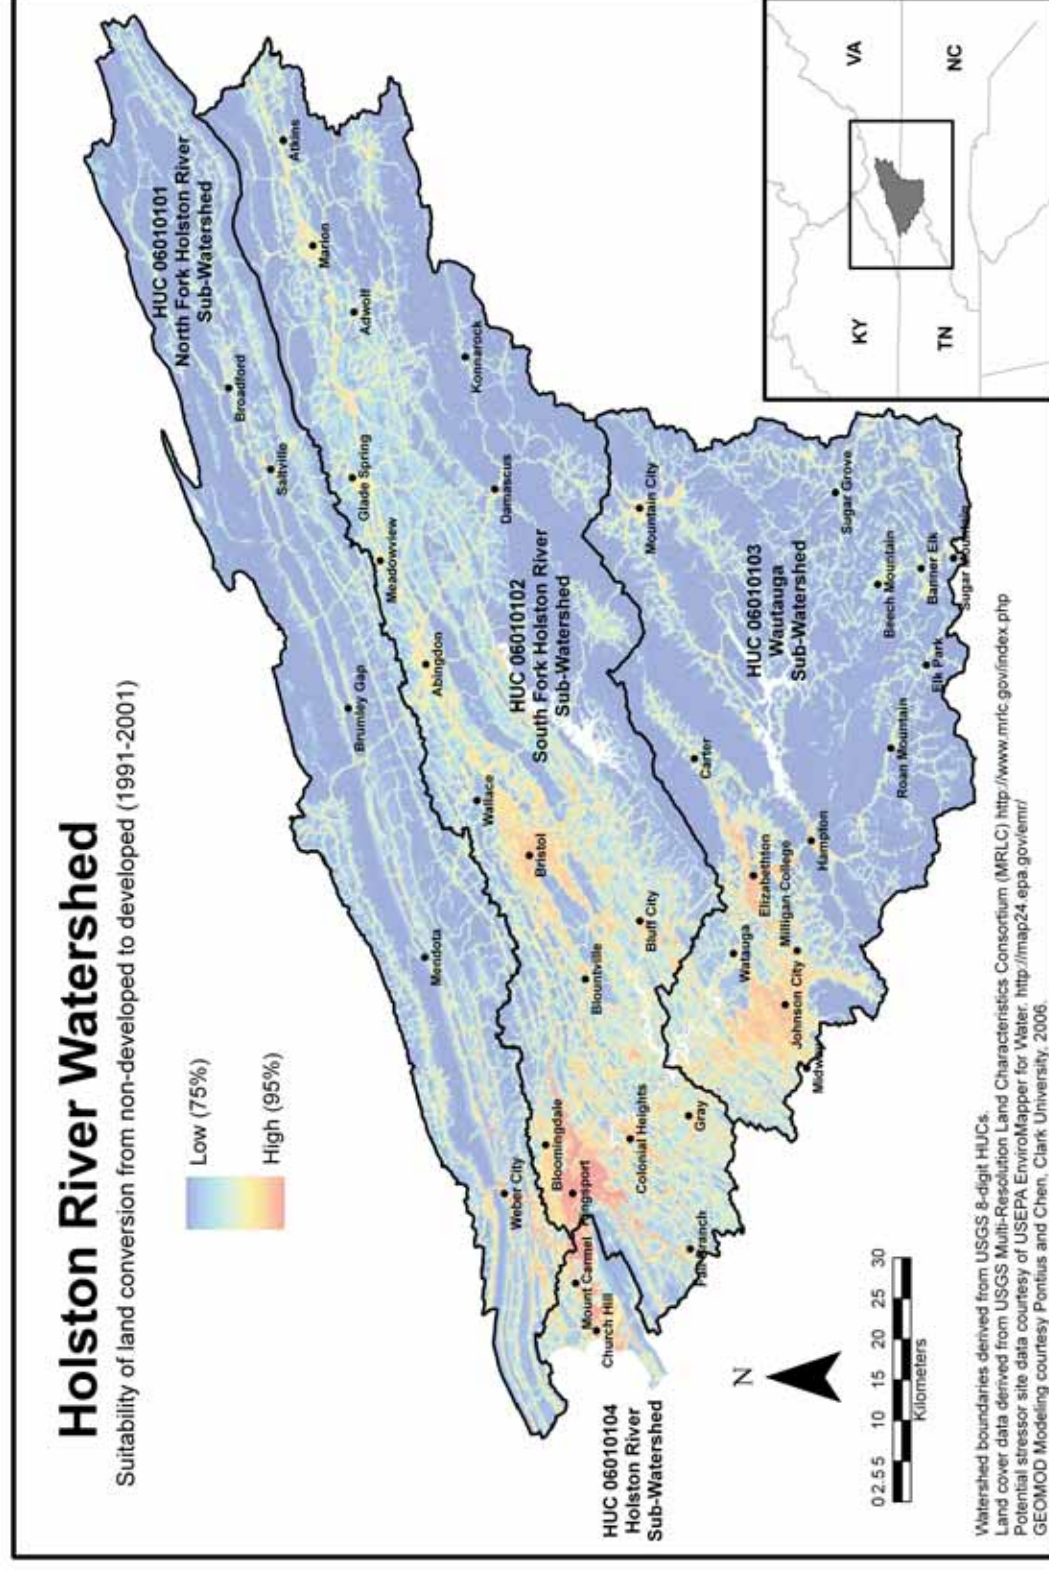 Holston River Watershed
Suitability of land conversion from non-developed to developed (1991-2001)
Low (75%)
High (95%)
HUC 06010101
North Fork Holston River
Sub-Watershed
HUC 06010102
South Fork Holston River
Sub-Watershed
HUC 06010103
Wautauga
Sub-Watershed
HUC 06010104
Holston River
Sub-Watershed
Atkins
Marion
Adwolf
Broadford
Saltville
Konnarock
Glade Spring
Damascus
Meadowview
Abingdon
Brumley Gap
Wallace
Bristol
Mendota
Bluff City
Blountville
Weber City
Bloomingdale
Kingsport
Colonial Heights
Gray
Mount Carmel
Church Hill
Fall Branch
Mountain City
Sugar Grove
Beech Mountain
Banner Elk
Sugar Mountain
Elk Park
Roan Mountain
Carter
Hampton
Elizabethton
Milligan College
Watauga
Johnson City
Midway
KY
VA
TN
NC
N
0 2.5 5 10 15 20 25 30
Kilometers
Watershed boundaries derived from USGS 8-digit HUCs.
Land cover data derived from USGS Multi-Resolution Land Characteristics Consortium (MRLC) http://www.mrlc.gov/index.php
Potential stressor site data courtesy of USEPA EnviroMapper for Water, http://map24.epa.gov/emr/
GEOMOD Modeling courtesy Pontius and Chen, Clark University, 2006.